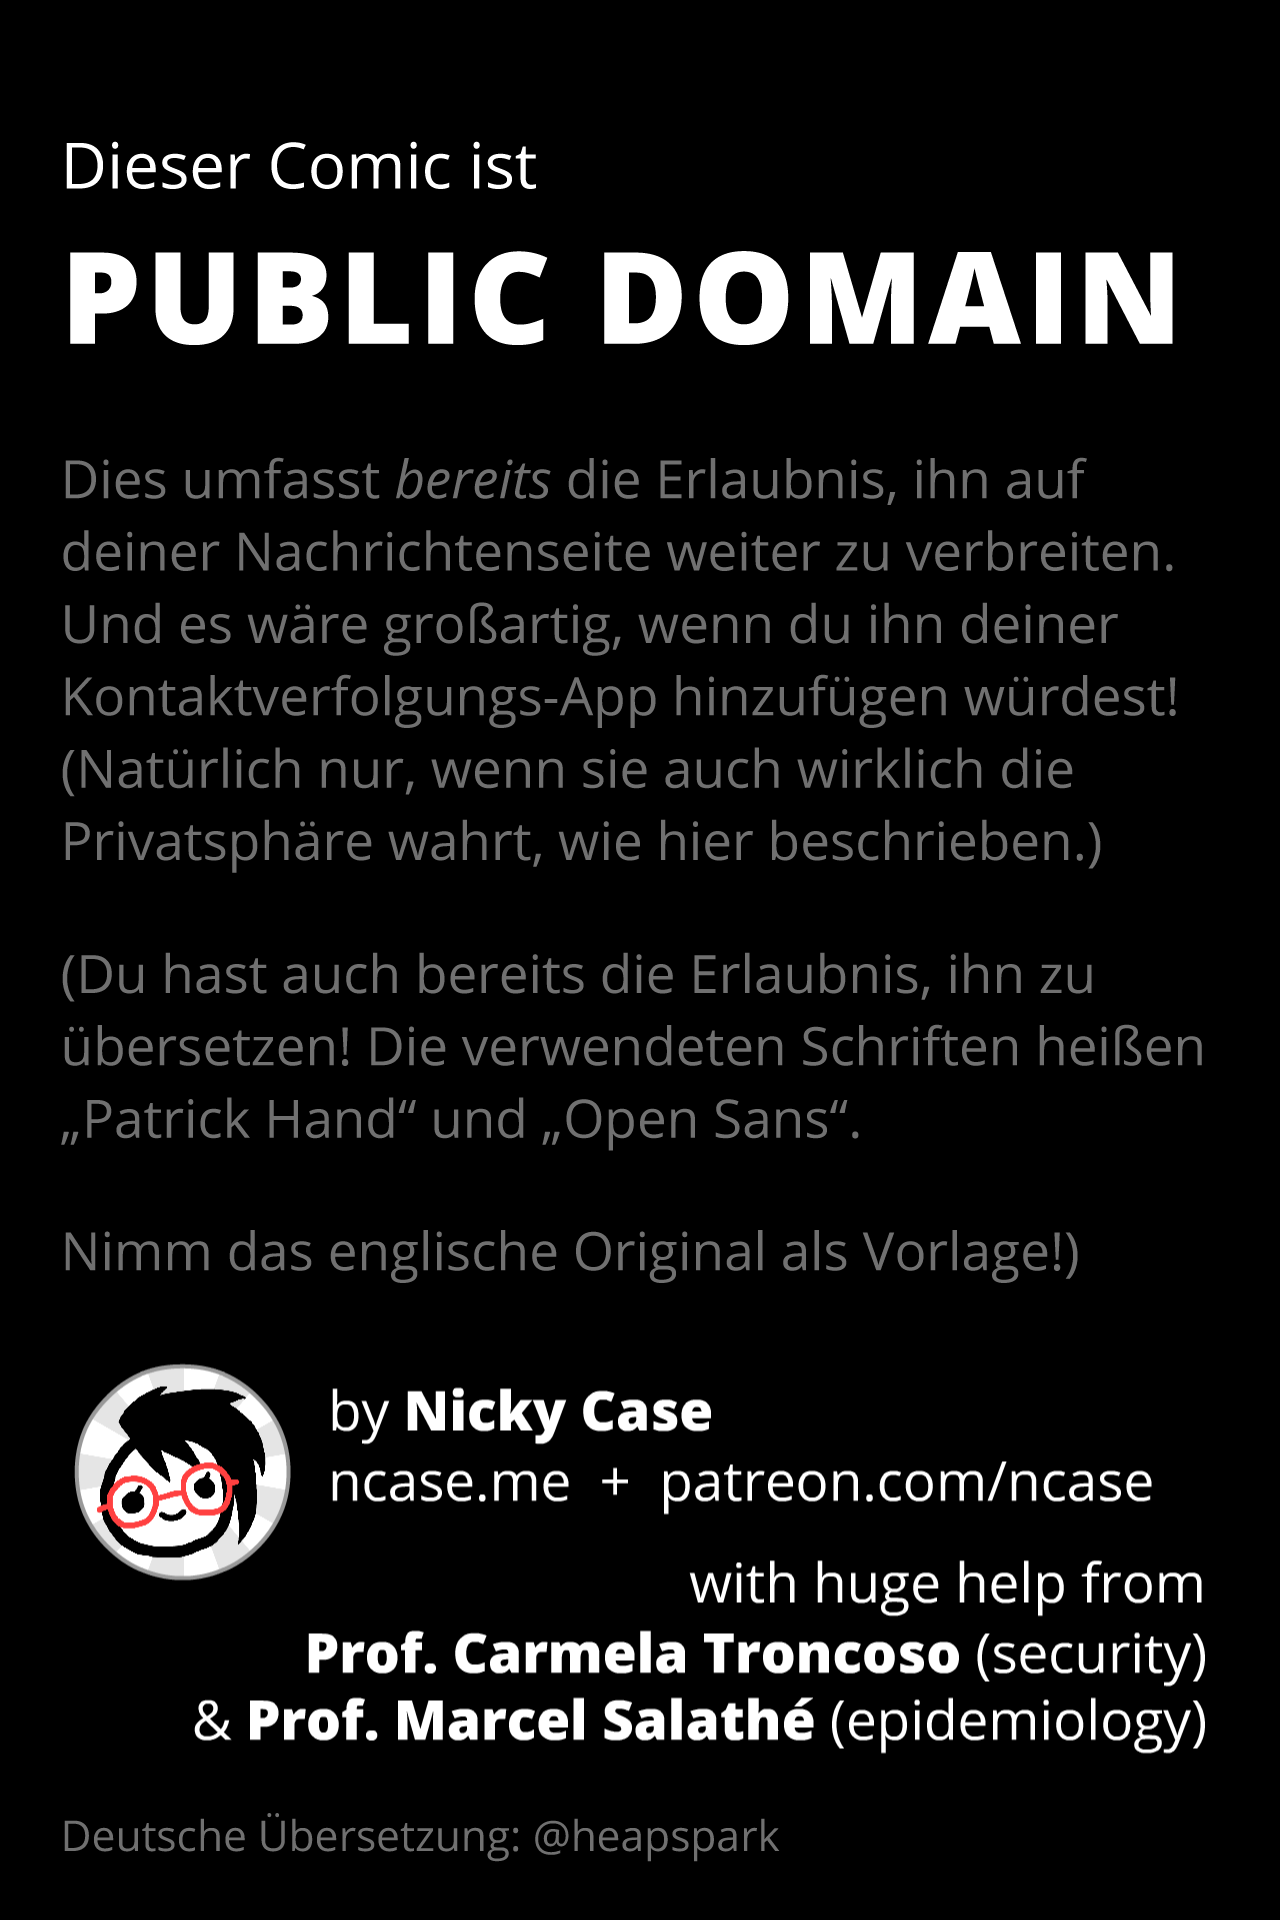 Dieser Comic ist
PUBLIC DOMAIN
Dies umfasst bereits die Erlaubnis, ihn auf
deiner Nachrichtenseite weiter zu verbreiten.
Und es wäre großartig, wenn du ihn deiner
Kontaktverfolgungs-App hinzufügen würdest!
(Natürlich nur, wenn sie auch wirklich die
Privatsphäre wahrt, wie hier beschrieben.)
(Du hast auch bereits die Erlaubnis, ihn zu
übersetzen! Die verwendeten Schriften heißen
„Patrick Hand“ und „Open Sans“.
Nimm das englische Original als Vorlage!)
by Nicky Case
ncase.me + patreon.com/ncase
with huge help from
Prof. Carmela Troncoso (security)
& Prof. Marcel Salathé (epidemiology)
Deutsche Übersetzung: @heapspark